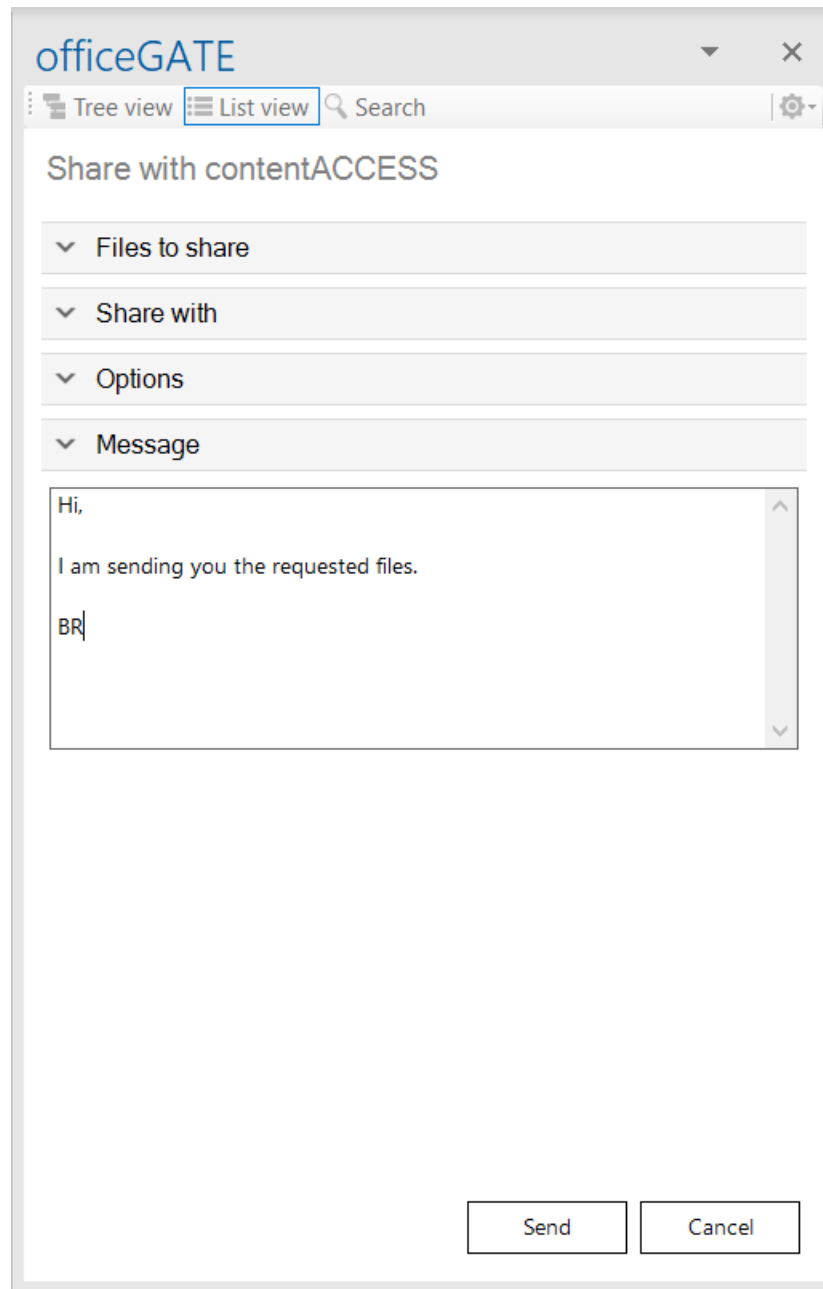 officeGATE
Tree view List view Search
Share with contentACCESS
Files to share
Share with
Options
Message
Hi,
I am sending you the requested files.
BR
Send Cancel